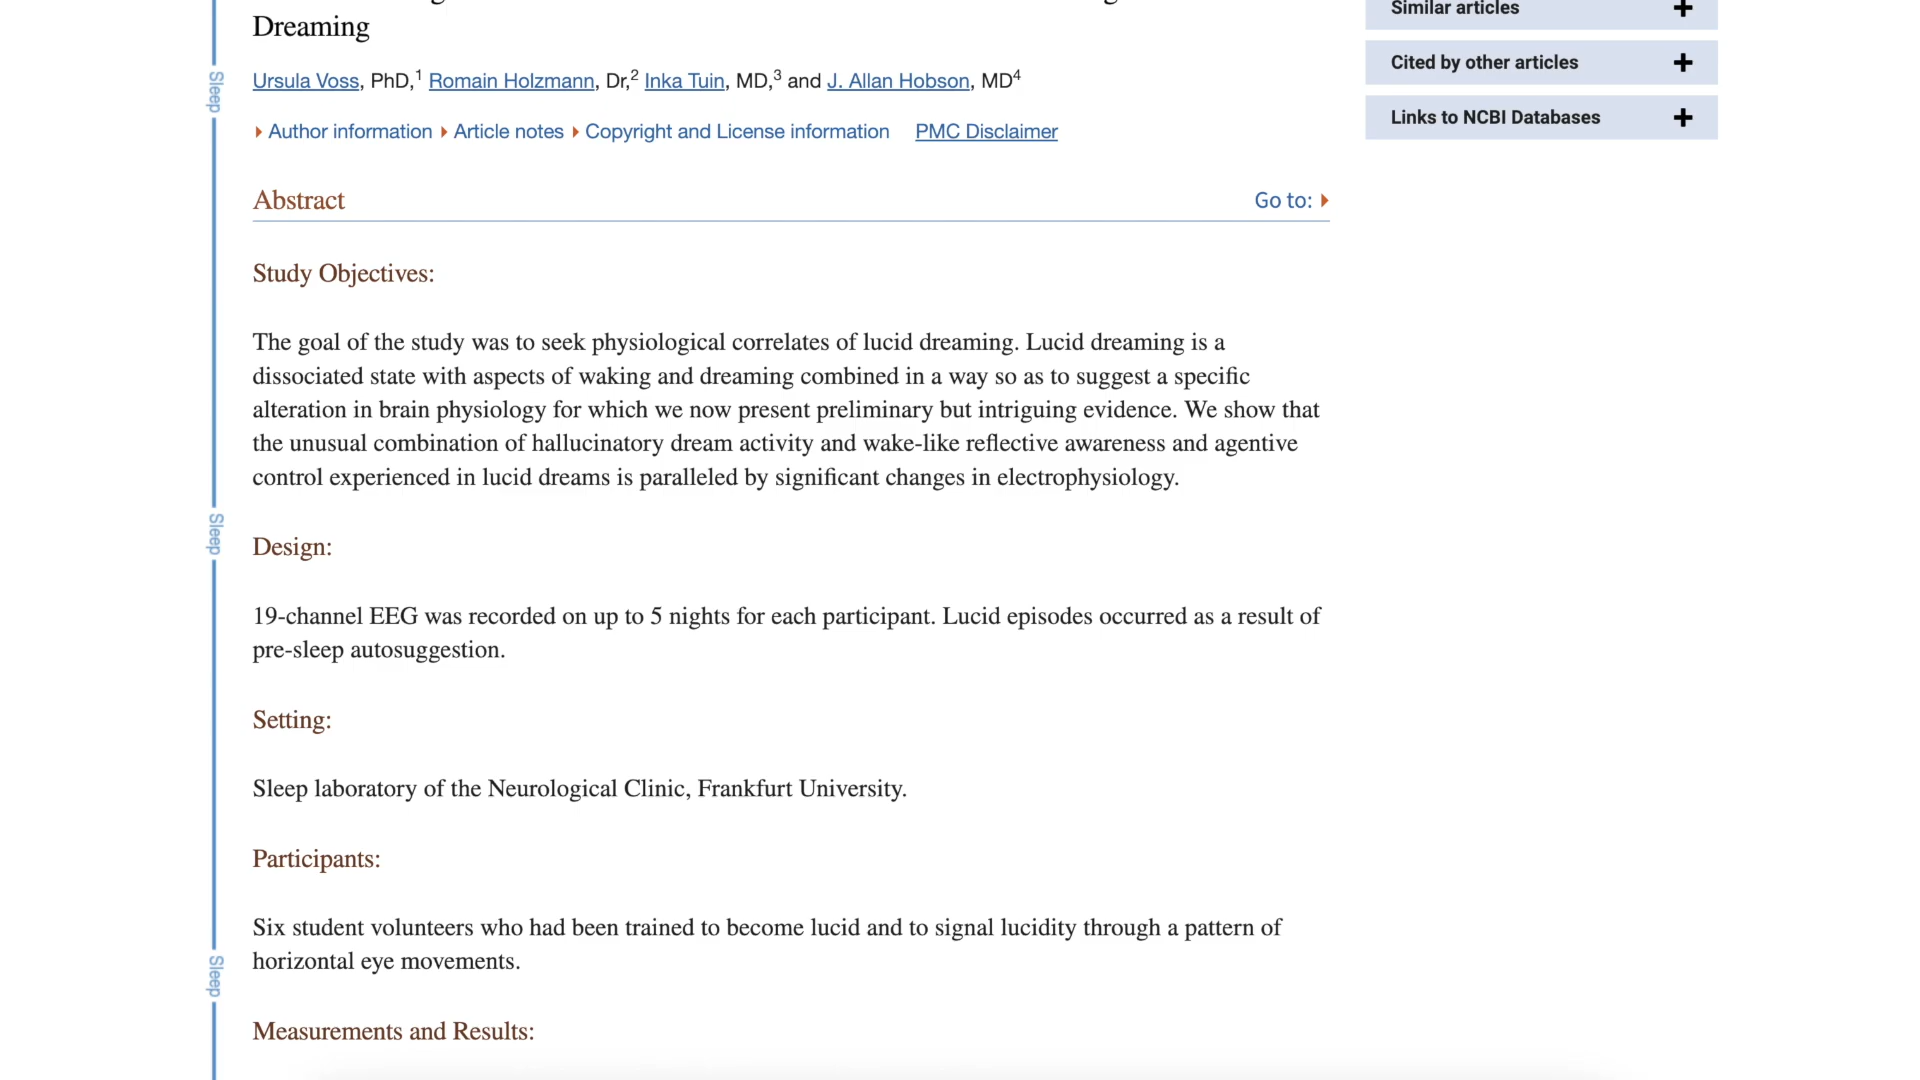 Dreaming
Ursula Voss, PhD,1 Romain Holzmann, Dr,2 Inka Tuin, MD,3 and J. Allan Hobson, MD4
Author information Article notes Copyright and License information PMC Disclaimer
Abstract
Go to:
Study Objectives:
The goal of the study was to seek physiological correlates of lucid dreaming. Lucid dreaming is a
dissociated state with aspects of waking and dreaming combined in a way so as to suggest a specific
alteration in brain physiology for which we now present preliminary but intriguing evidence. We show that
the unusual combination of hallucinatory dream activity and wake-like reflective awareness and agentive
control experienced in lucid dreams is paralleled by significant changes in electrophysiology.
Design:
19-channel EEG was recorded on up to 5 nights for each participant. Lucid episodes occurred as a result of
pre-sleep autosuggestion.
Setting:
Sleep laboratory of the Neurological Clinic, Frankfurt University.
Participants:
Six student volunteers who had been trained to become lucid and to signal lucidity through a pattern of
horizontal eye movements.
Measurements and Results:
Similar articles
Cited by other articles
Links to NCBI Databases
Sleep
Sleep
Sleep